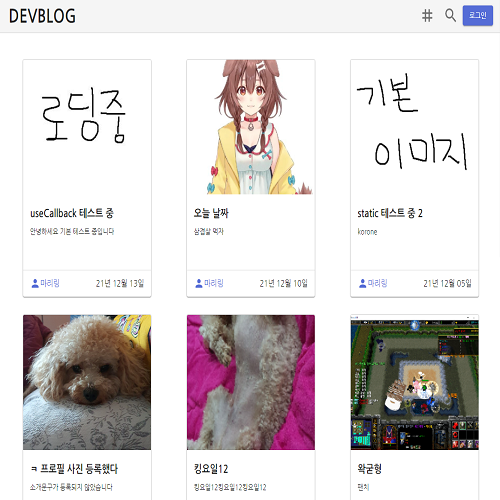 DEVBLOG
로그인
로딩중
기본
이미지
useCallback 테스트 중
안녕하세요 기본 테스트 중입니다
마리링
21년 12월 13일
오늘 날짜
삼겹살 먹자
마리링
21년 12월 10일
static 테스트 중 2
korone
마리링
21년 12월 05일
ㅋ 프로필 사진 등록했다
소개문구가 등록되지 않았습니다
킹요일12
킹요일12킹요일12킹요일12
왁굳형
팬치